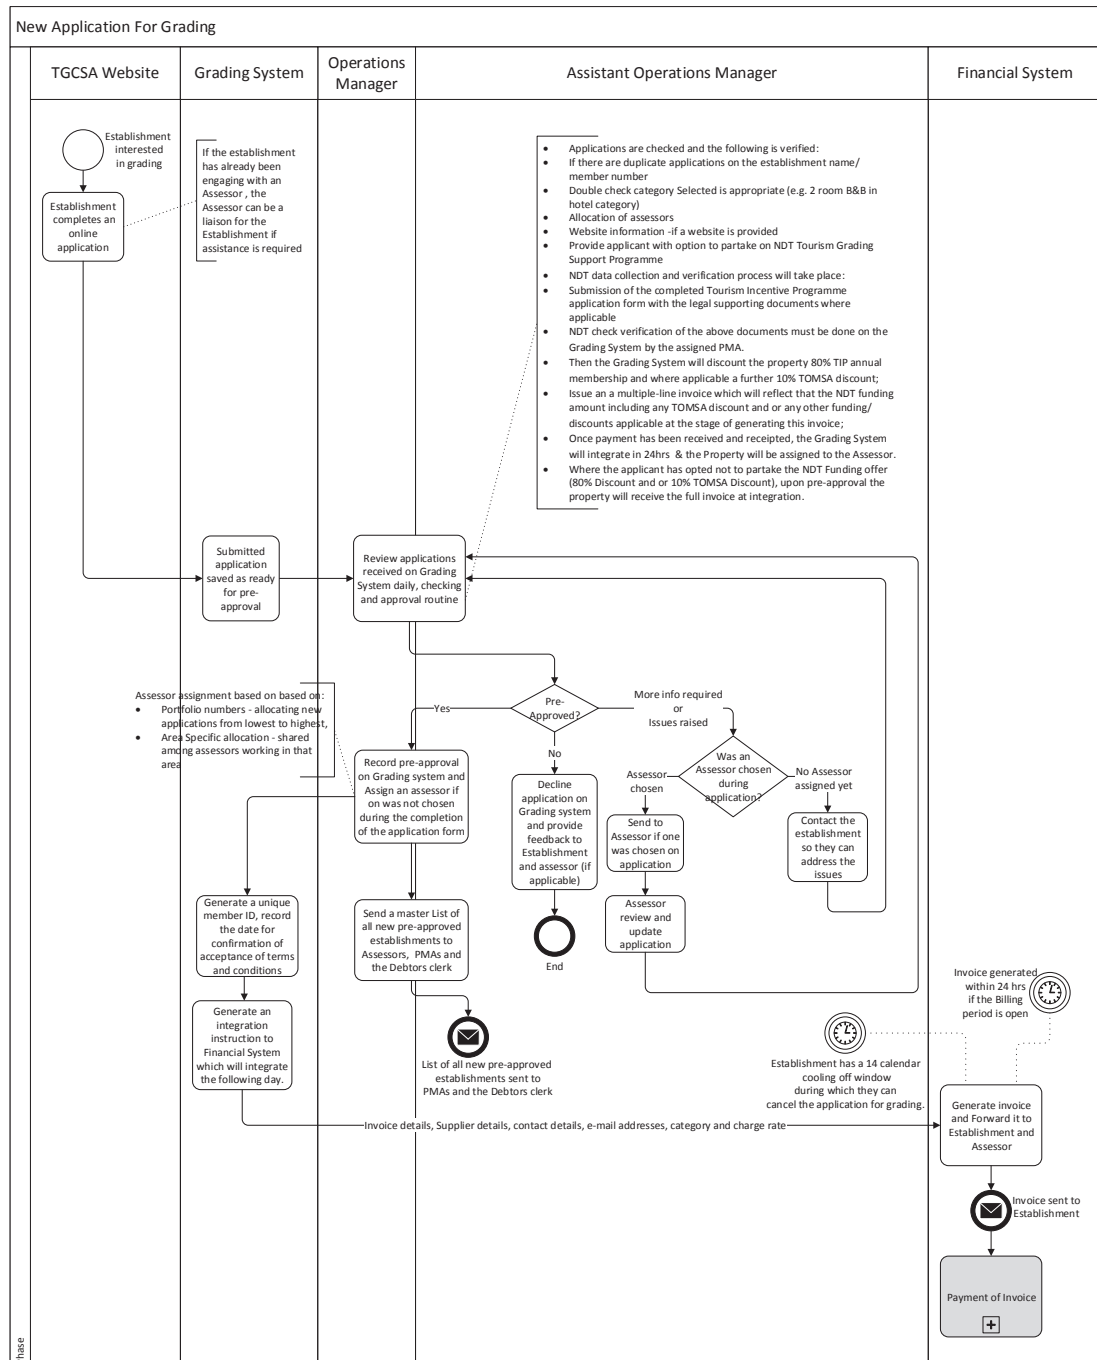 New Application For Grading
TGCSA Website
Grading System
Operations
Manager
Assistant Operations Manager
Financial System
Establishment
interested
in grading
Establishment
completes an
online
application
If the establishment
has already been
engaging with an
Assessor , the
Assessor can be a
liaison for the
Establishment if
assistance is required
• Applications are checked and the following is verified:
• If there are duplicate applications on the establishment name/
member number
• Double check category Selected is appropriate (e.g. 2 room B&B in
hotel category)
• Allocation of assessors
• Website information -if a website is provided
• Provide applicant with option to partake on NDT Tourism Grading
Support Programme
• NDT data collection and verification process will take place:
• Submission of the completed Tourism Incentive Programme
application form with the legal supporting documents where
applicable
• NDT check verification of the above documents must be done on the
Grading System by the assigned PMA.
• Then the Grading System will discount the property 80% TIP annual
membership and where applicable a further 10% TOMSA discount;
• Issue an a multiple-line invoice which will reflect that the NDT funding
amount including any TOMSA discount and or any other funding/
discounts applicable at the stage of generating this invoice;
• Once payment has been received and receipted, the Grading System
will integrate in 24hrs & the Property will be assigned to the Assessor.
• Where the applicant has opted not to partake the NDT Funding offer
(80% Discount and or 10% TOMSA Discount), upon pre-approval the
property will receive the full invoice at integration.
Submitted
application
saved as ready
for pre-
approval
Review applications
received on Grading
System daily, checking
and approval routine
Assessor assignment based on based on:
• Portfolio numbers - allocating new
applications from lowest to highest,
• Area Specific allocation - shared
among assessors working in that
area
Yes
Pre-
Approved?
More info required
or
Issues raised
No
Was an
Assessor chosen
during
application?
Assessor
chosen
No Assessor
assigned yet
Record pre-approval
on Grading system and
Assign an assessor if
on was not chosen
during the completion
of the application form
Decline
application on
Grading system
and provide
feedback to
Establishment
and assessor (if
applicable)
Send to
Assessor if one
was chosen on
application
Contact the
establishment
so they can
address the
issues
Generate a unique
member ID, record
the date for
confirmation of
acceptance of terms
and conditions
Send a master List of
all new pre-approved
establishments to
Assessors, PMAs and
the Debtors clerk
Assessor
review and
update
application
End
Generate an
integration
instruction to
Financial System
which will integrate
the following day.
List of all new pre-approved
establishments sent to
PMAs and the Debtors clerk
Invoice generated
within 24 hrs
if the Billing
period is open
Establishment has a 14 calendar
cooling off window
during which they can
cancel the application for grading.
Generate invoice
and Forward it to
Establishment and
Assessor
Invoice details, Supplier details, contact details, e-mail addresses, category and charge rate
Invoice sent to
Establishment
Payment of Invoice
hase